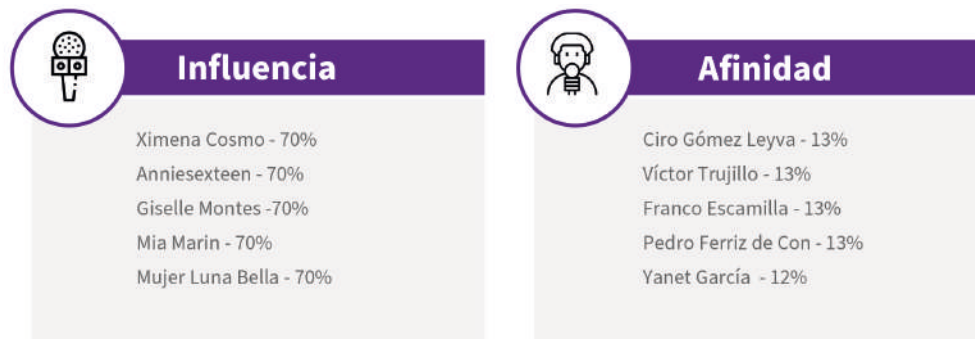 Influencia
Ximena Cosmo - 70%
Anniesexteen - 70%
Giselle Montes -70%
Mia Marin - 70%
Mujer Luna Bella - 70%
Afinidad
Ciro Gómez Leyva - 13%
Víctor Trujillo - 13%
Franco Escamilla - 13%
Pedro Ferriz de Con - 13%
Yanet García - 12%